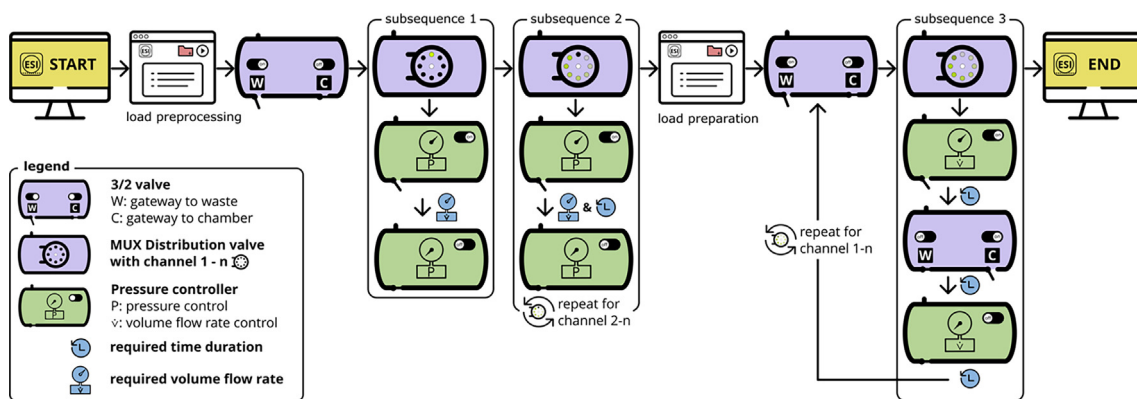 subsequence 1
subsequence 2
subsequence 3
ESI START
ESI
W C
ESI
W C
ESI END
load preprocessing
load preparation
P
P
V̇
& 
P
P
V̇
V̇
W C
repeat for
channel 1-n
repeat for
channel 2-n
V̇
legend
3/2 valve
W: gateway to waste
C: gateway to chamber
W C
MUX Distribution valve
with channel 1 - n
Pressure controller
P: pressure control
v̇: volume flow rate control
P
required time duration
required volume flow rate
V̇